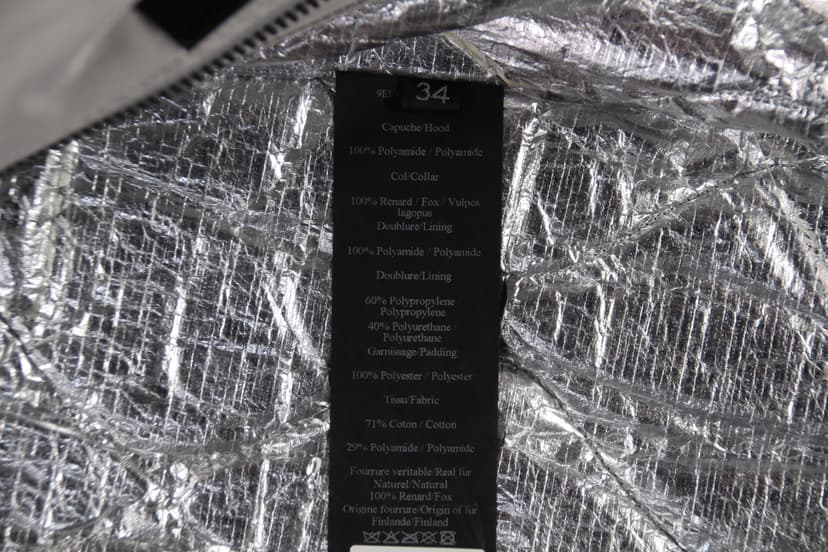 34
Capuche/Hood
100% Polyamide / Polyamide
Col/Collar
100% Renard / Fox / Vulpes
lagopus
Doublure/Lining
100% Polyamide / Polyamide
Doublure/Lining
60% Polypropylene /
Polypropylene
40% Polyurethane /
Polyurethane
Garnissage/Padding
100% Polyester / Polyester
Tissu/Fabric
71% Coton / Cotton
29% Polyamide / Polyamide
Fourrure veritable/Real fur
Naturel/Natural
100% Renard/Fox
Origine fourrure/Origin of fur
Finlande/Finland